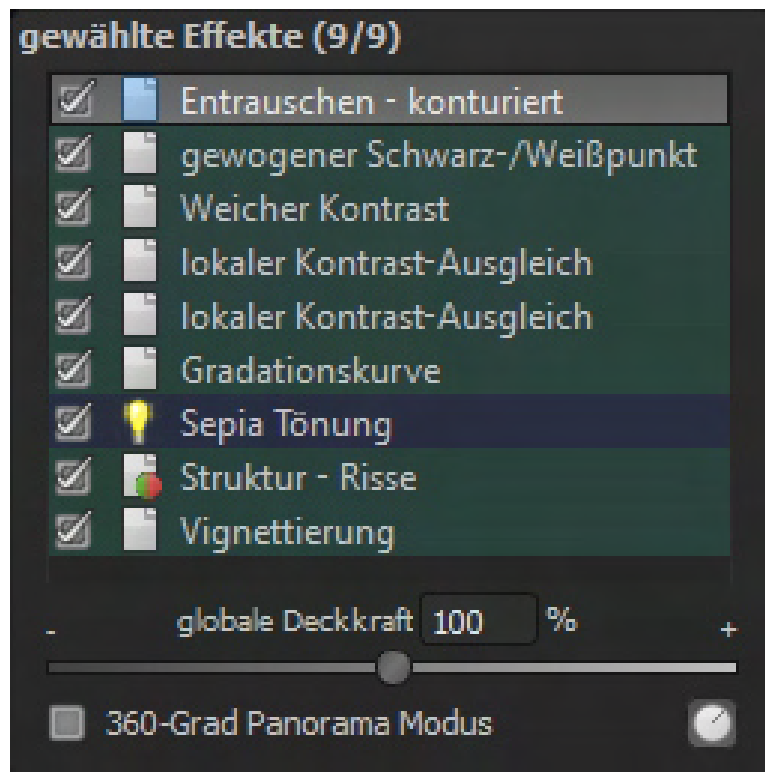 gewählte Effekte (9/9)
Entrauschen - konturiert
gewogener Schwarz-/Weißpunkt
Weicher Kontrast
lokaler Kontrast-Ausgleich
lokaler Kontrast-Ausgleich
Gradationskurve
Sepia Tönung
Struktur - Risse
Vignettierung
- globale Deckkraft 100 % +
360-Grad Panorama Modus